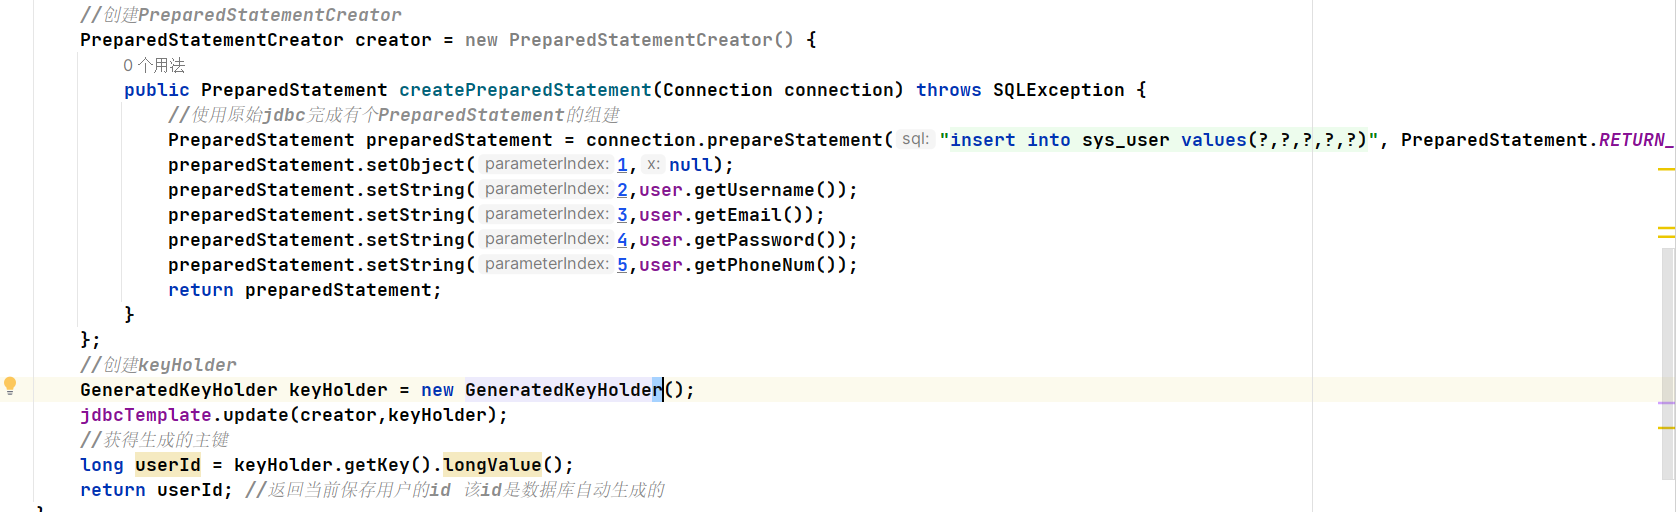 //创建PreparedStatementCreator
PreparedStatementCreator creator = new PreparedStatementCreator() {
0 个用法
public PreparedStatement createPreparedStatement(Connection connection) throws SQLException {
//使用原始jdbc完成有个PreparedStatement的组建
PreparedStatement preparedStatement = connection.prepareStatement( sql: "insert into sys_user values(?,?,?,?,?)", PreparedStatement.RETURN_
preparedStatement.setObject( parameterIndex: 1, x: null);
preparedStatement.setString( parameterIndex: 2,user.getUsername());
preparedStatement.setString( parameterIndex: 3,user.getEmail());
preparedStatement.setString( parameterIndex: 4,user.getPassword());
preparedStatement.setString( parameterIndex: 5,user.getPhoneNum());
return preparedStatement;
}
};
//创建keyHolder
GeneratedKeyHolder keyHolder = new GeneratedKeyHolder();
jdbcTemplate.update(creator,keyHolder);
//获得生成的主键
long userId = keyHolder.getKey().longValue();
return userId; //返回当前保存用户的id 该id是数据库自动生成的